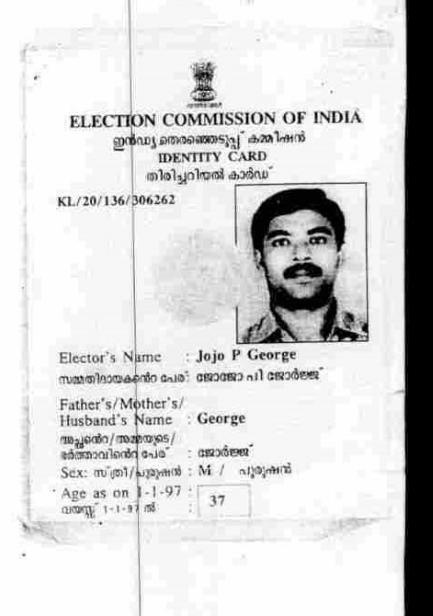 ELECTION COMMISSION OF INDIA
ഇൻഡ്യ തെരഞ്ഞെടുപ്പ് കമ്മീഷൻ
IDENTITY CARD
തിരിച്ചറിയൽ കാർഡ്
KL/20/136/306262
Elector's Name : Jojo P George
സമ്മതിദായകന്റെ പേര് : ജോജോ പി ജോർജ്ജ്
Father's/Mother's/
Husband's Name : George
അച്ഛന്റെ/അമ്മയുടെ/
ഭർത്താവിന്റെ പേര് : ജോർജ്ജ്
Sex: സ്ത്രീ/പുരുഷൻ : M / പുരുഷൻ
Age as on 1-1-97 : 37
വയസ്സ് 1-1-97 ൽ :